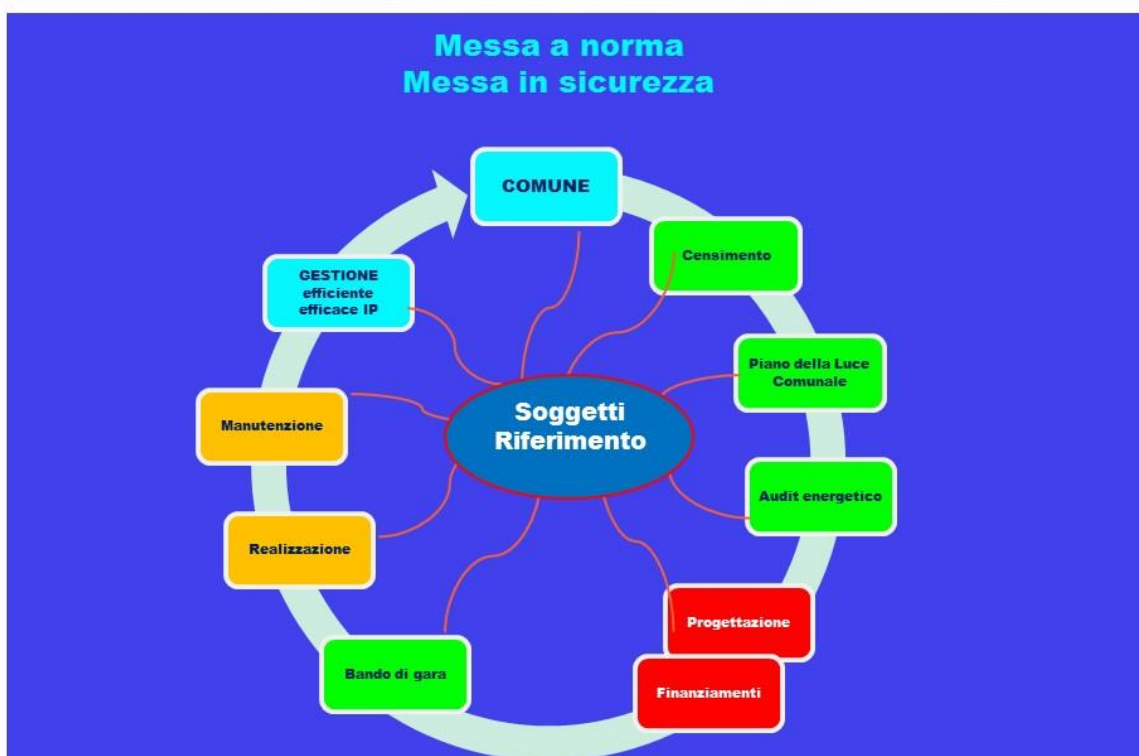 Messa a norma
Messa in sicurezza
COMUNE
Censimento
Piano della Luce
Comunale
Audit energetico
Progettazione
Finanziamenti
Bando di gara
Realizzazione
Manutenzione
GESTIONE
efficiente
efficace IP
Soggetti
Riferimento